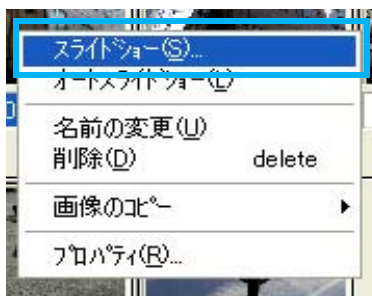 スライドショー(S)...
オートスライドショー(L)
名前の変更(U)
削除(D) delete
画像のコピー
プロパティ(R)...